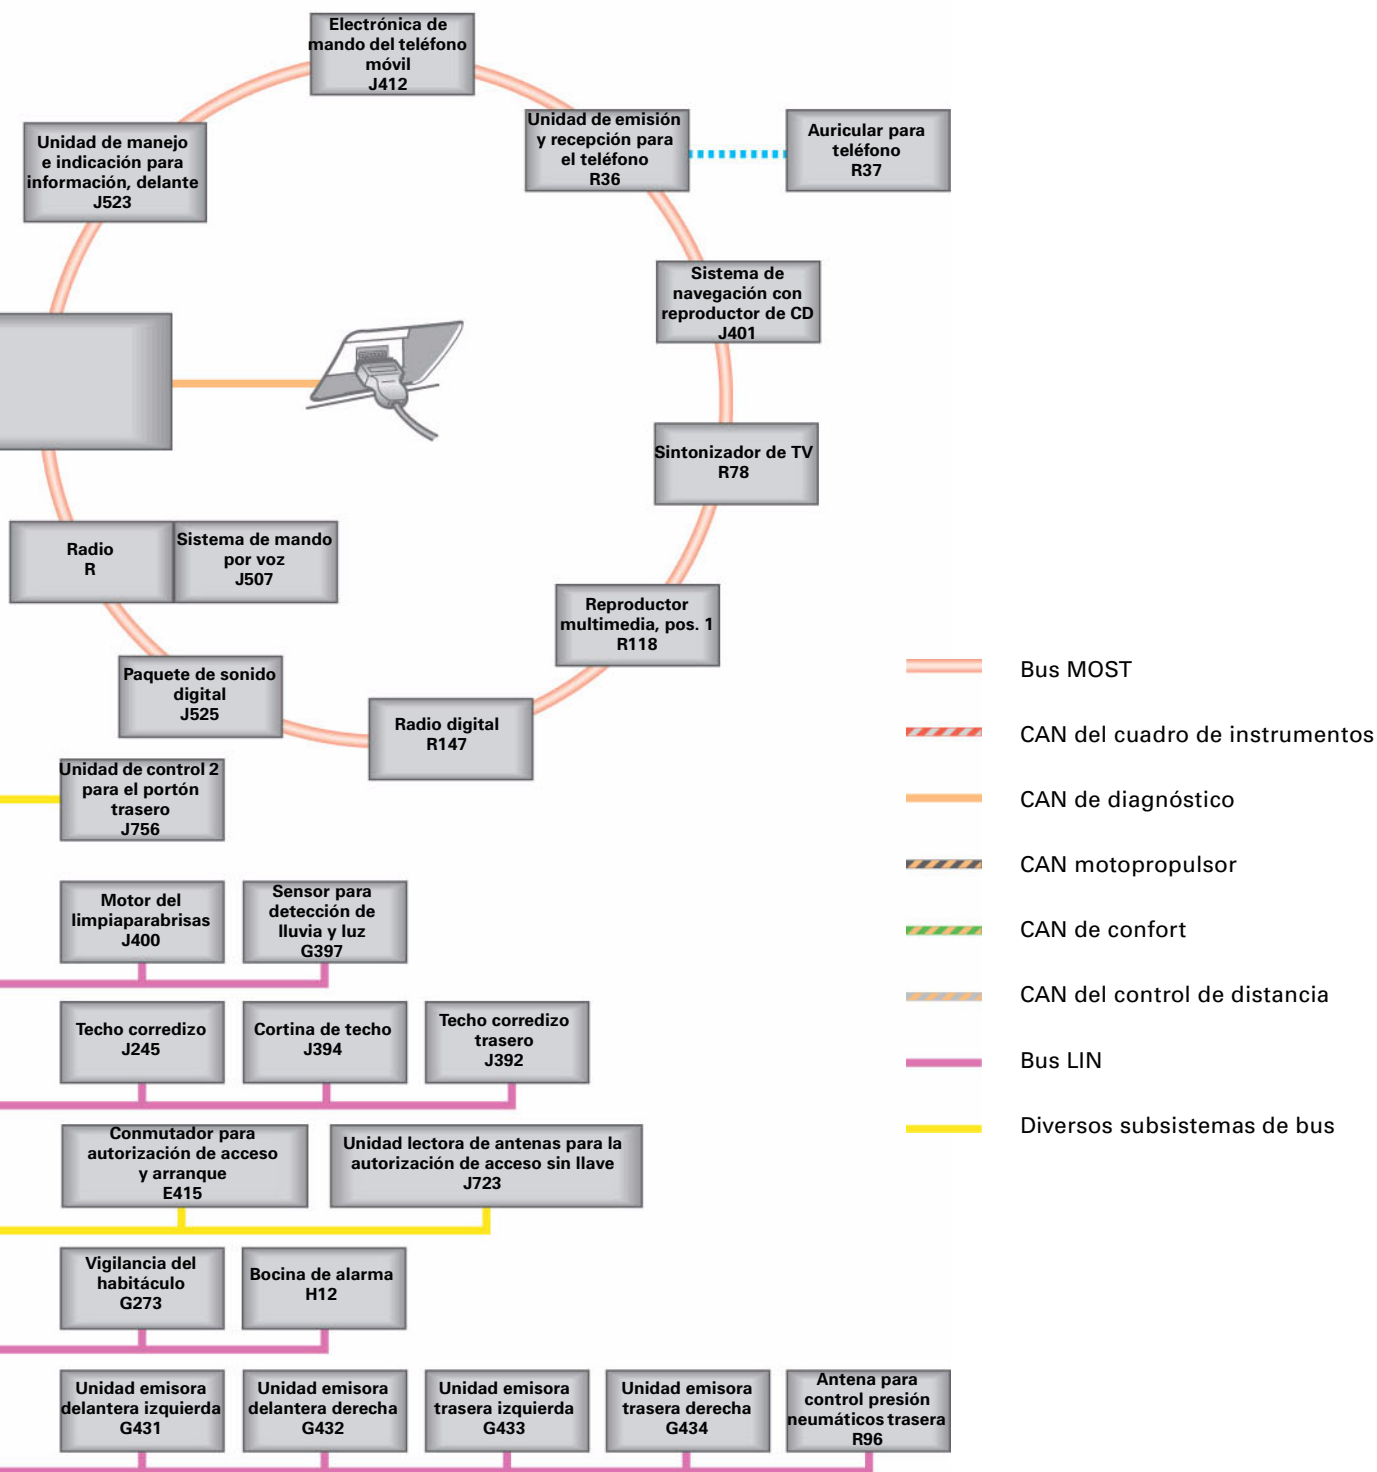 Electrónica de
mando del teléfono
móvil
J412
Unidad de emisión
y recepción para
el teléfono
R36
Auricular para
teléfono
R37
Unidad de manejo
e indicación para
información, delante
J523
Sistema de
navegación con
reproductor de CD
J401
Sintonizador de TV
R78
Radio
R
Sistema de mando
por voz
J507
Reproductor
multimedia, pos. 1
R118
Paquete de sonido
digital
J525
Radio digital
R147
Unidad de control 2
para el portón
trasero
J756
Motor del
limpiaparabrisas
J400
Sensor para
detección de
lluvia y luz
G397
Techo corredizo
J245
Cortina de techo
J394
Techo corredizo
trasero
J392
Conmutador para
autorización de acceso
y arranque
E415
Unidad lectora de antenas para la
autorización de acceso sin llave
J723
Vigilancia del
habitáculo
G273
Bocina de alarma
H12
Unidad emisora
delantera izquierda
G431
Unidad emisora
delantera derecha
G432
Unidad emisora
trasera izquierda
G433
Unidad emisora
trasera derecha
G434
Antena para
control presión
neumáticos trasera
R96
Bus MOST
CAN del cuadro de instrumentos
CAN de diagnóstico
CAN motopropulsor
CAN de confort
CAN del control de distancia
Bus LIN
Diversos subsistemas de bus